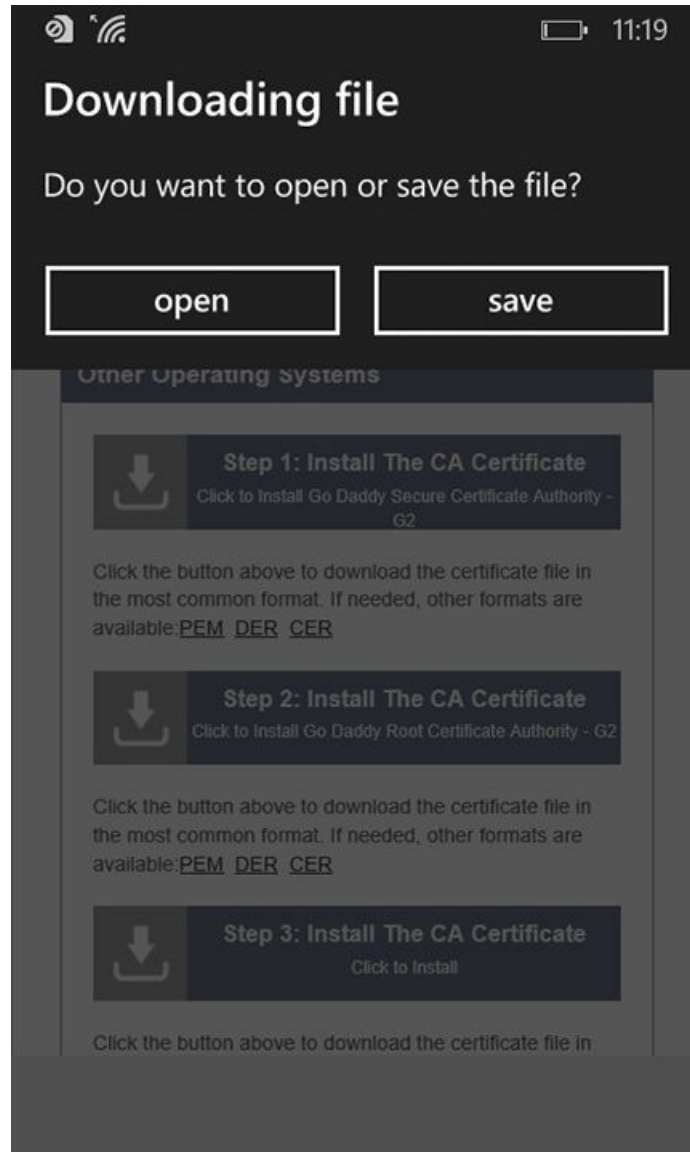 11:19
Downloading file
Do you want to open or save the file?
open
save
Other Operating Systems
Step 1: Install The CA Certificate
Click to Install Go Daddy Secure Certificate Authority -
G2
Click the button above to download the certificate file in
the most common format. If needed, other formats are
available:PEM DER CER
Step 2: Install The CA Certificate
Click to Install Go Daddy Root Certificate Authority - G2
Click the button above to download the certificate file in
the most common format. If needed, other formats are
available:PEM DER CER
Step 3: Install The CA Certificate
Click to Install
Click the button above to download the certificate file in